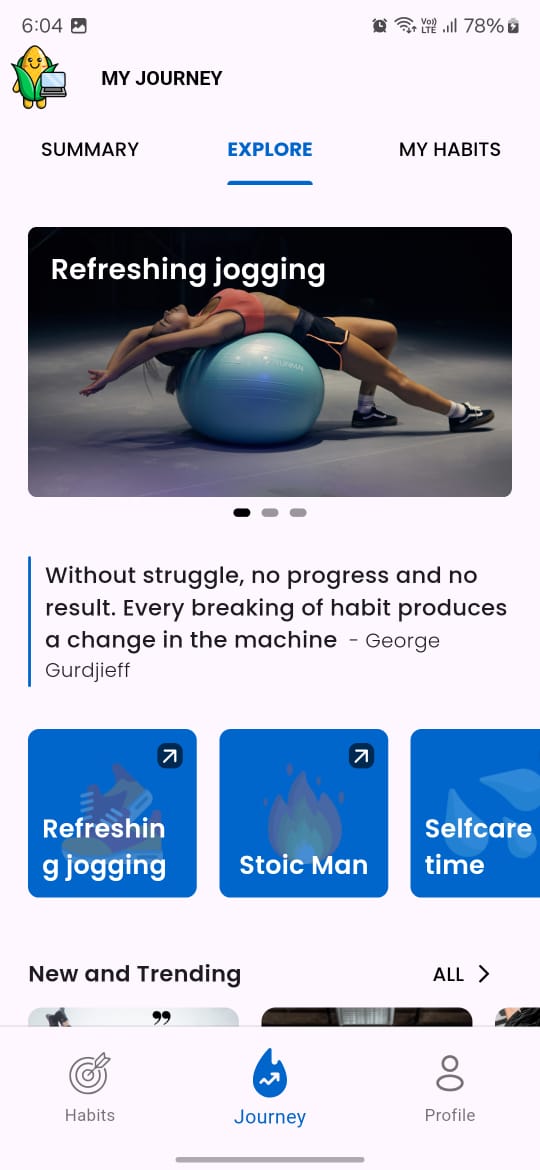 6:04
Vo))
LTE
78%
MY JOURNEY
SUMMARY
EXPLORE
MY HABITS
Refreshing jogging
Without struggle, no progress and no
result. Every breaking of habit produces
a change in the machine - George
Gurdjieff
Refreshin
g jogging
Stoic Man
Selfcare
time
New and Trending
ALL
Habits
Journey
Profile